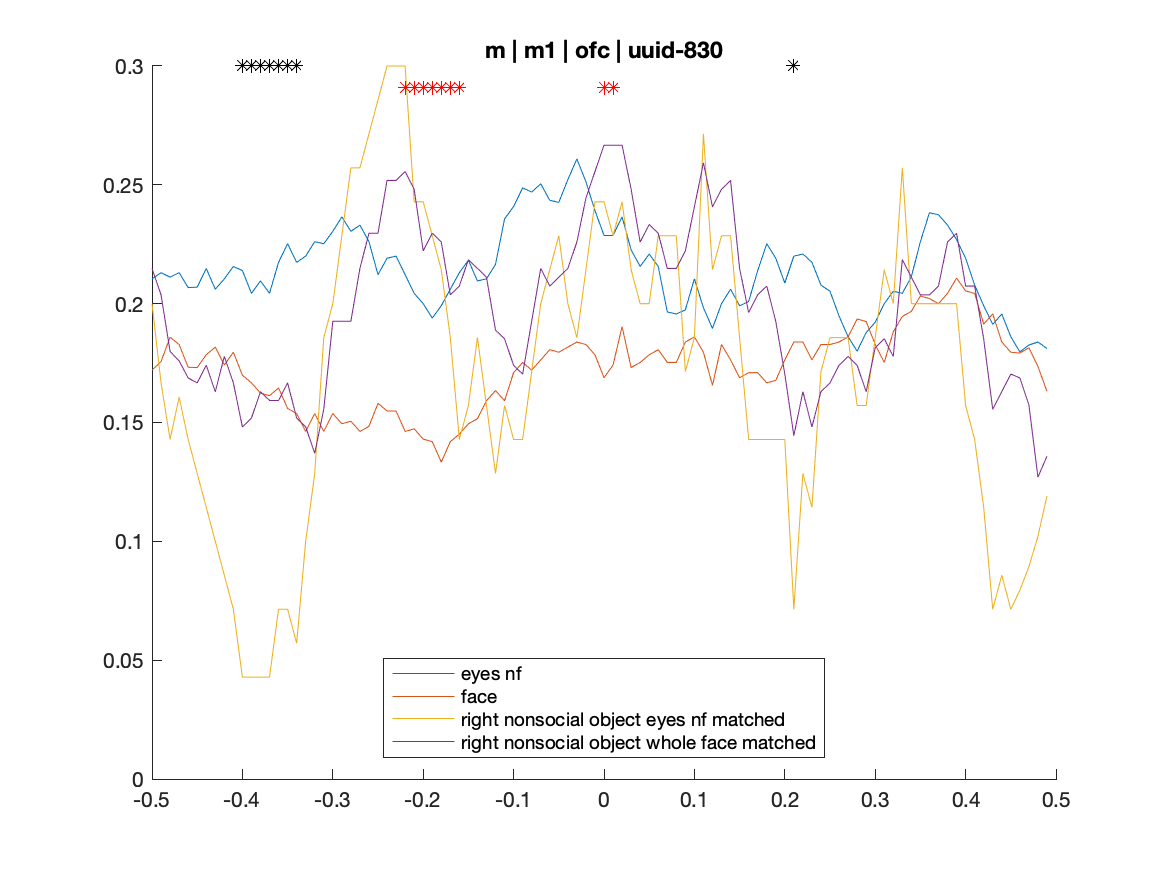 m | m1 | ofc | uuid-830
0.3
0.25
0.2
0.15
0.1
0.05
0
-0.5 -0.4 -0.3 -0.2 -0.1 0 0.1 0.2 0.3 0.4 0.5
eyes nf
face
right nonsocial object eyes nf matched
right nonsocial object whole face matched